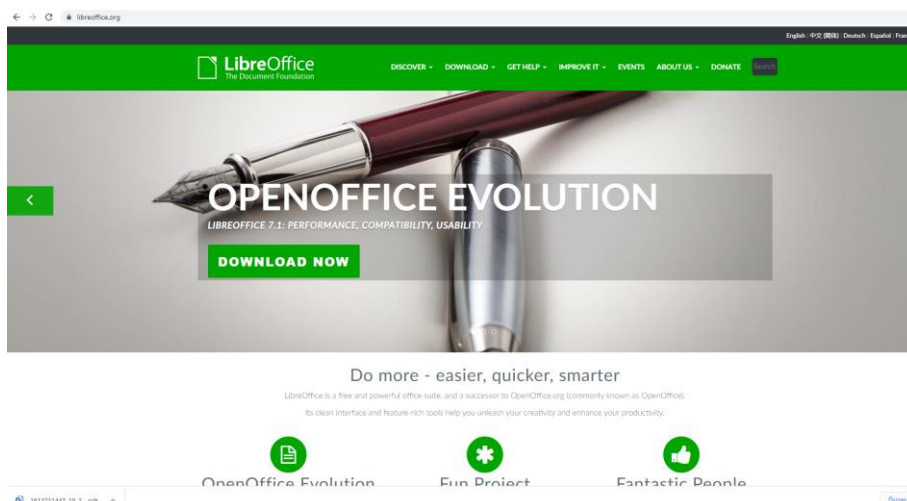 libreoffice.org
English | 中文 (简体) | Deutsch | Español |
LibreOffice
The Document Foundation
DISCOVER DOWNLOAD GET HELP IMPROVE IT EVENTS ABOUT US DONATE Search
OPENOFFICE EVOLUTION
LIBREOFFICE 7.1: PERFORMANCE, COMPATIBILITY, USABILITY
DOWNLOAD NOW
Do more - easier, quicker, smarter
LibreOffice is a free and powerful office suite, and a successor to OpenOffice.org (commonly known as OpenOffice).
Its clean interface and feature-rich tools help you unleash your creativity and enhance your productivity.
OpenOffice Evolution Fun Project Fantastic People